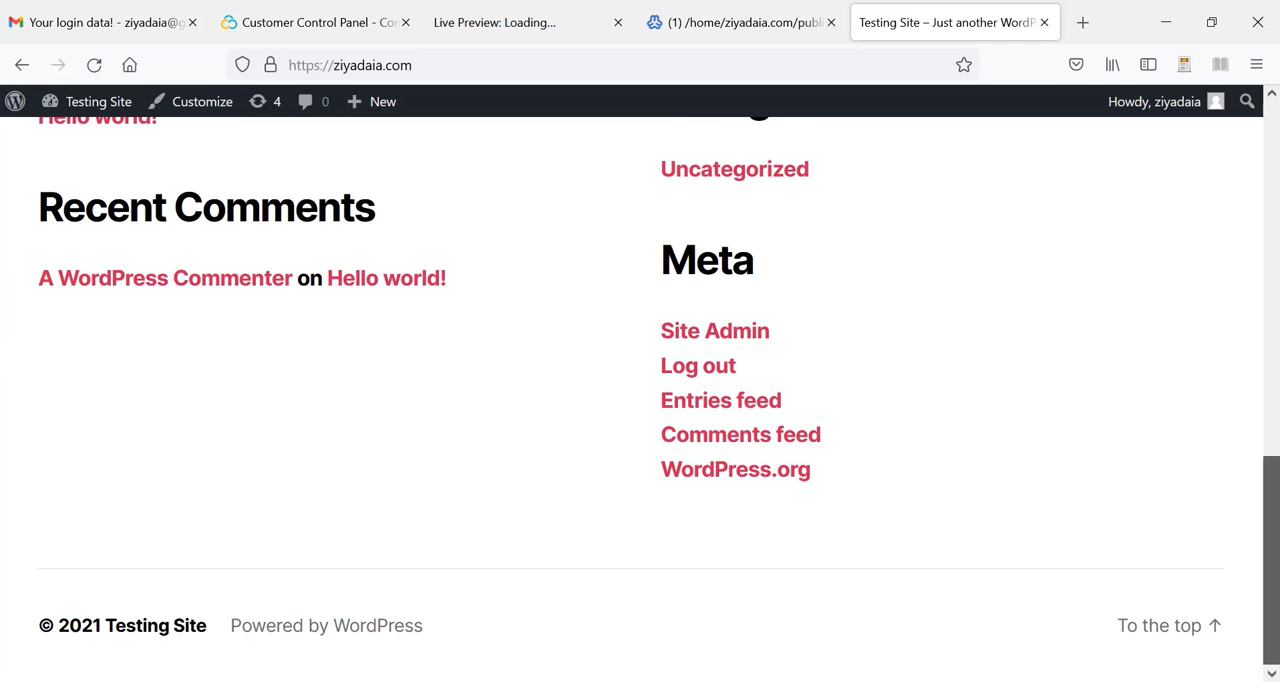 Your login data! - ziyadaia@g
Customer Control Panel - Con
Live Preview: Loading...
(1) /home/ziyadaia.com/publi
Testing Site – Just another WordP
https://ziyadaia.com
Testing Site
Customize
4
0
New
Howdy, ziyadaia
Hello world!
Uncategorized
Recent Comments
A WordPress Commenter on Hello world!
Meta
Site Admin
Log out
Entries feed
Comments feed
WordPress.org
© 2021 Testing Site
Powered by WordPress
To the top ↑